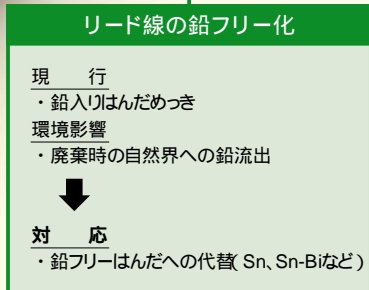 リード線の鉛フリー化
現　　行
・鉛入りはんだめっき
環境影響
・廃棄時の自然界への鉛流出
対　　応
・鉛フリーはんだへの代替（Sn、Sn-Biなど）